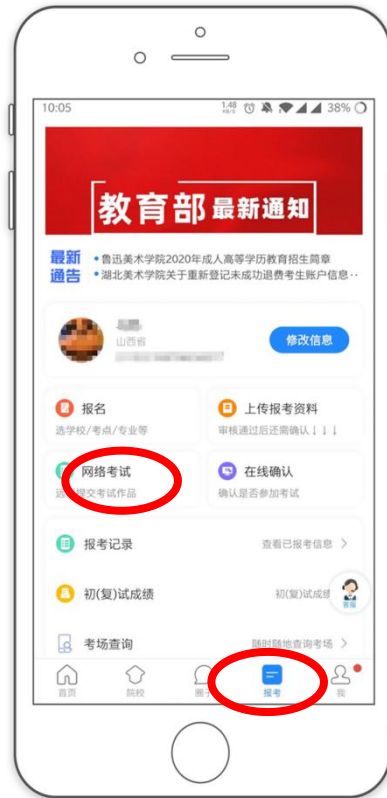 10:05 1.48 KB/S 38%
教育部最新通知
最新通告
•鲁迅美术学院2020年成人高等学历教育招生简章
•湖北美术学院关于重新登记未成功退费考生账户信息··
山西省
修改信息
报名 上传报考资料
选学校/考点/专业等 审核通过后还需确认↓↓↓
网络考试 在线确认
提交考试作品 确认是否参加考试
报考记录 查看已报考信息 >
初(复)试成绩 初(复)试成绩
客服
考场查询 随时随地查询考场 >
首页 院校 圈子 报考 我